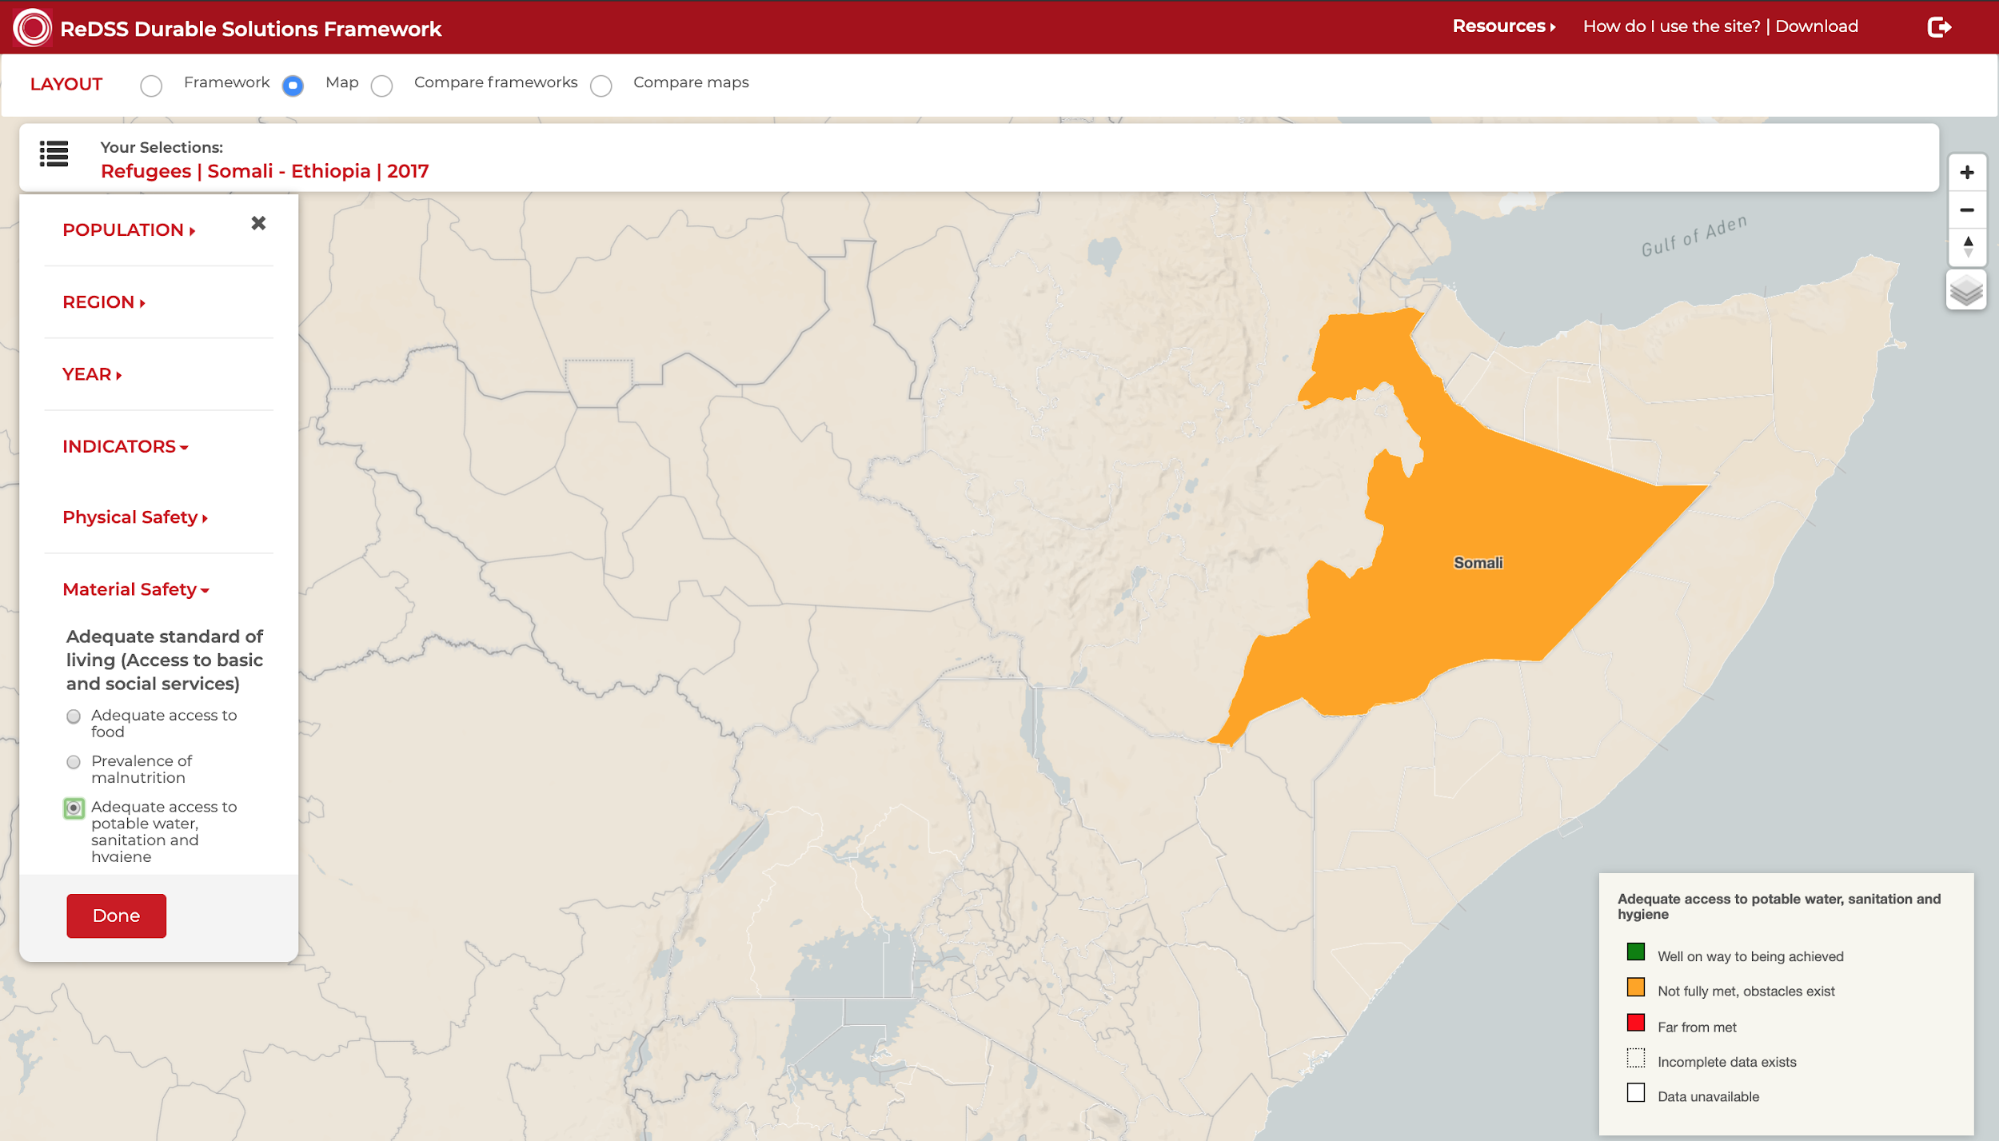 ReDSS Durable Solutions Framework
Resources
How do I use the site? | Download
LAYOUT
Framework
Map
Compare frameworks
Compare maps
Your Selections:
Refugees | Somali - Ethiopia | 2017
POPULATION
REGION
YEAR
INDICATORS
Physical Safety
Material Safety
Adequate standard of
living (Access to basic
and social services)
Adequate access to
food
Prevalence of
malnutrition
Adequate access to
potable water,
sanitation and
hygiene
Done
Gulf of Aden
Somali
Adequate access to potable water, sanitation and
hygiene
Well on way to being achieved
Not fully met, obstacles exist
Far from met
Incomplete data exists
Data unavailable